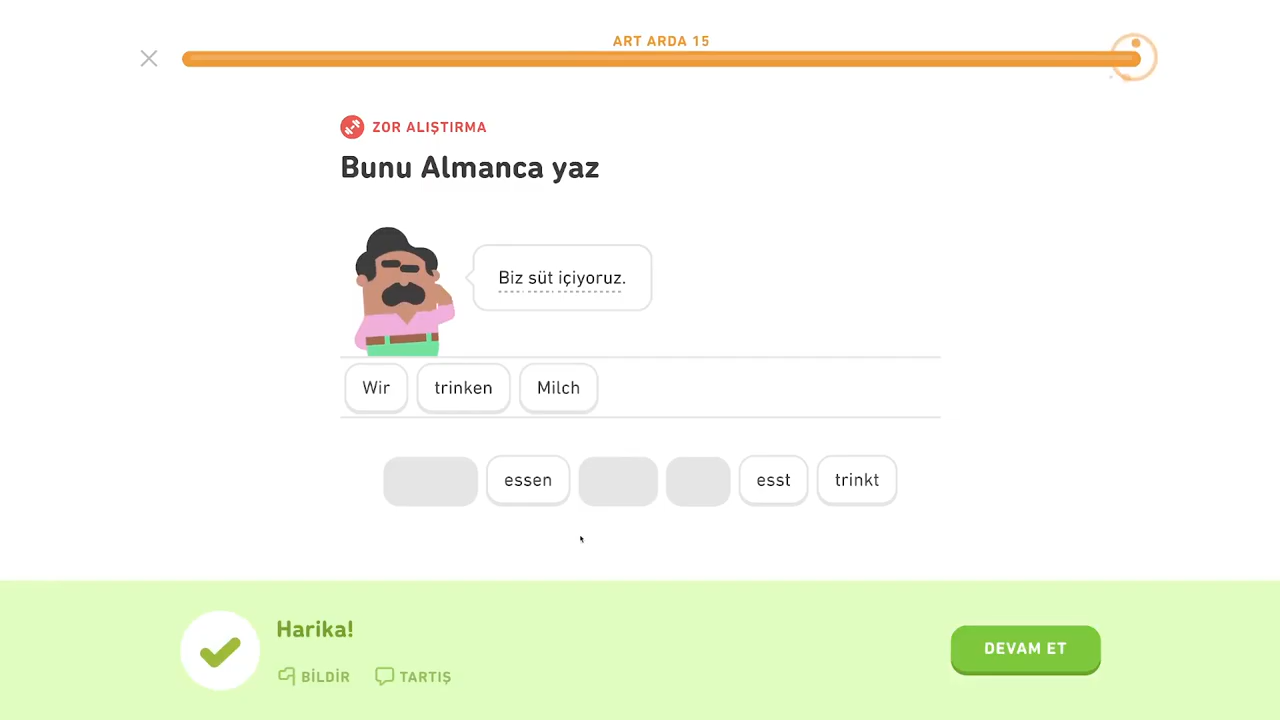 ART ARDA 15
ZOR ALIŞTIRMA
Bunu Almanca yaz
Biz süt içiyoruz.
Wir trinken Milch
essen esst trinkt
Harika!
BİLDİR TARTIŞ
DEVAM ET